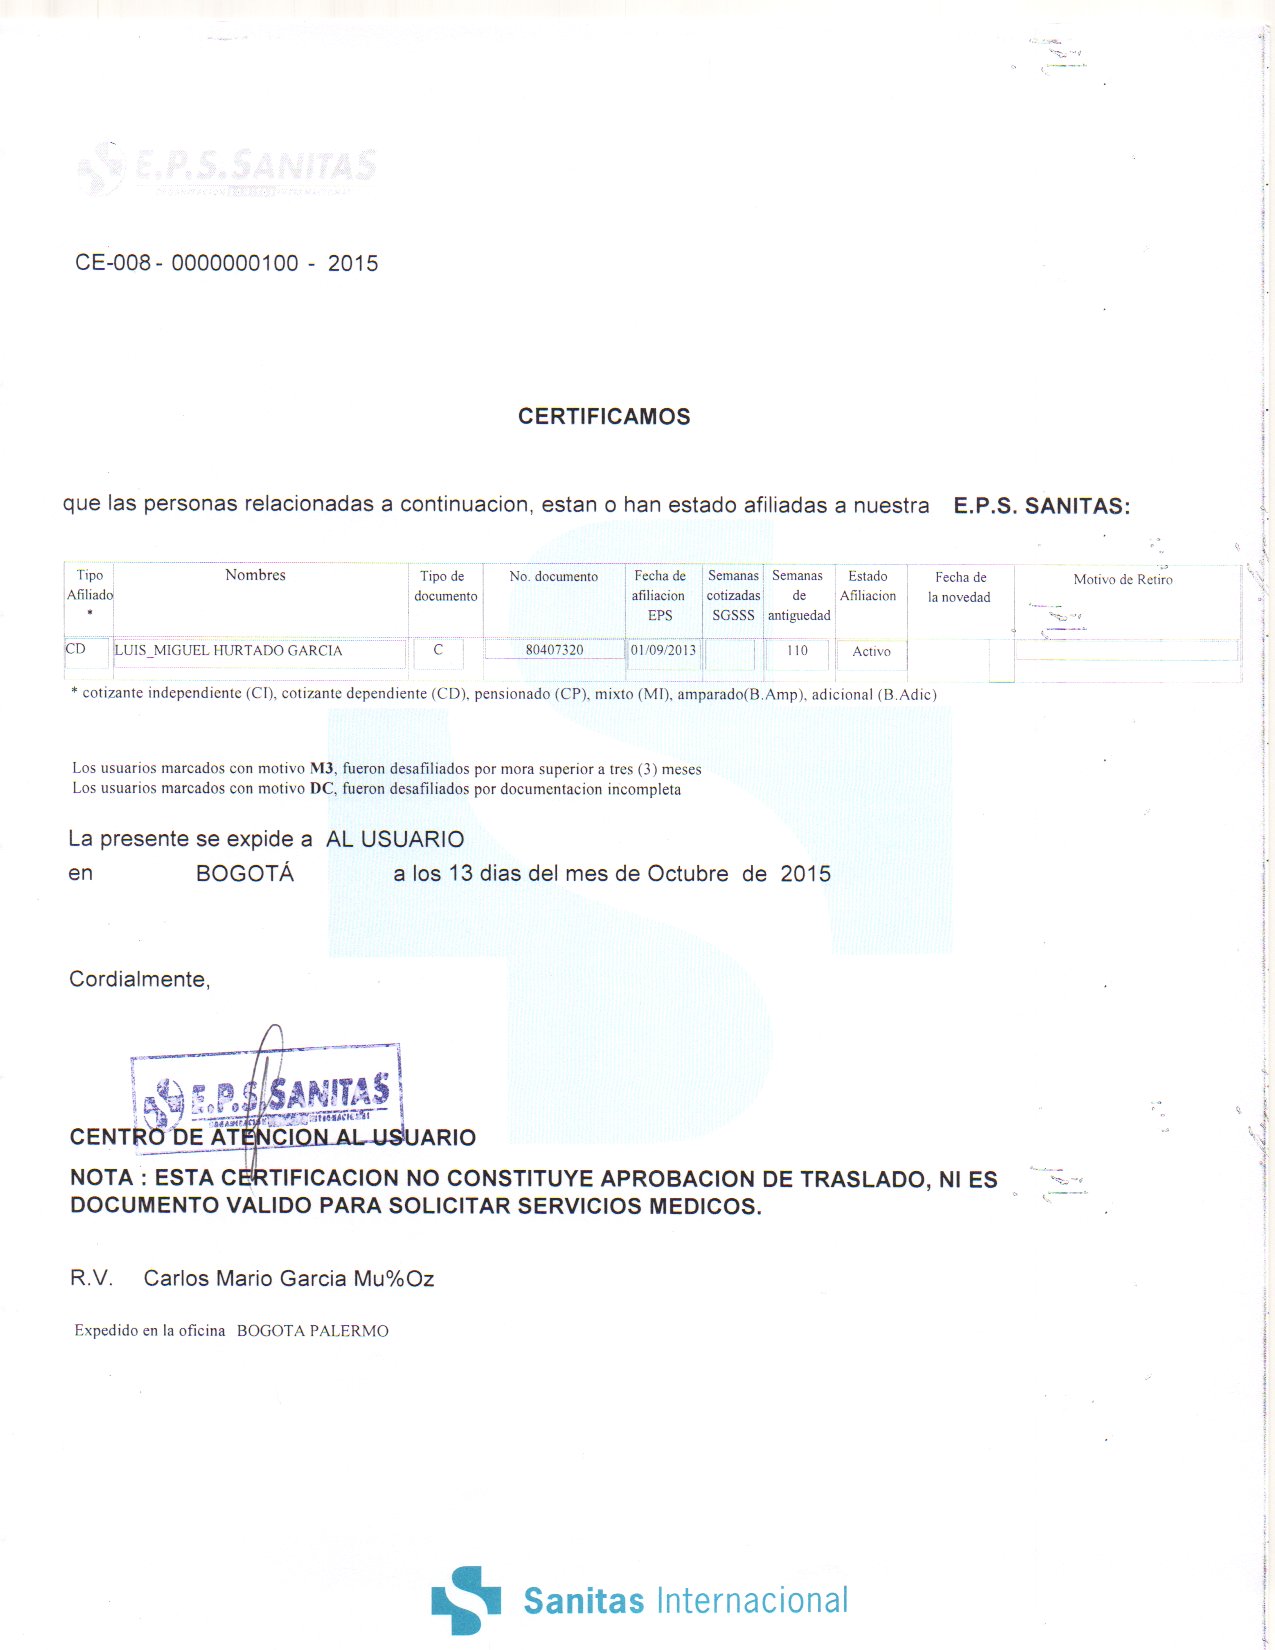 E.P.S.SANITAS
CE-008 - 0000000100 - 2015
CERTIFICAMOS
que las personas relacionadas a continuacion, estan o han estado afiliadas a nuestra E.P.S. SANITAS:
Tipo Afiliado * Nombres Tipo de documento No. documento Fecha de afiliacion EPS Semanas cotizadas SGSSS Semanas de antiguedad Estado Afiliacion Fecha de la novedad Motivo de Retiro
CD LUIS_MIGUEL HURTADO GARCIA C 80407320 01/09/2013 110 Activo
* cotizante independiente (CI), cotizante dependiente (CD), pensionado (CP), mixto (MI), amparado(B.Amp), adicional (B.Adic)
Los usuarios marcados con motivo M3, fueron desafiliados por mora superior a tres (3) meses
Los usuarios marcados con motivo DC, fueron desafiliados por documentacion incompleta
La presente se expide a AL USUARIO
en BOGOTÁ a los 13 dias del mes de Octubre de 2015
Cordialmente,
E.P.S.SANITAS
CENTRO DE ATENCION AL USUARIO
NOTA : ESTA CERTIFICACION NO CONSTITUYE APROBACION DE TRASLADO, NI ES
DOCUMENTO VALIDO PARA SOLICITAR SERVICIOS MEDICOS.
R.V. Carlos Mario Garcia Mu%Oz
Expedido en la oficina BOGOTA PALERMO
Sanitas Internacional